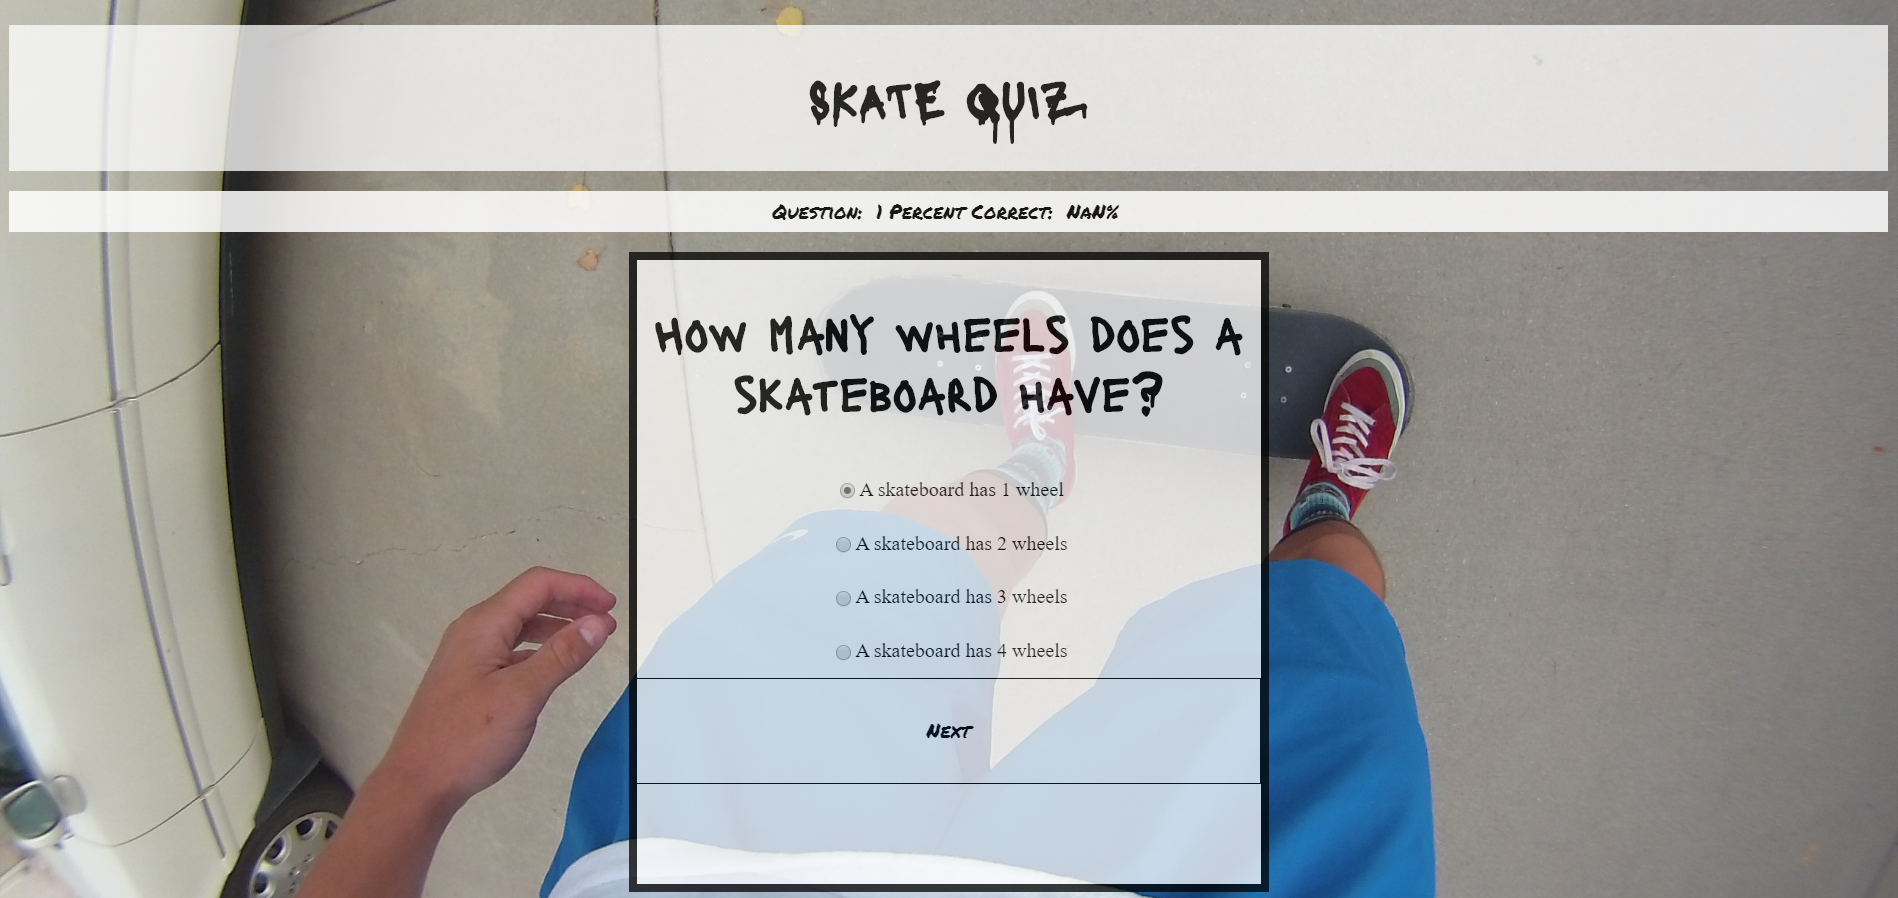 SKATE QUIZ
Question: 1 Percent Correct: NaN%
HOW MANY WHEELS DOES A
SKATEBOARD HAVE?
A skateboard has 1 wheel
A skateboard has 2 wheels
A skateboard has 3 wheels
A skateboard has 4 wheels
Next